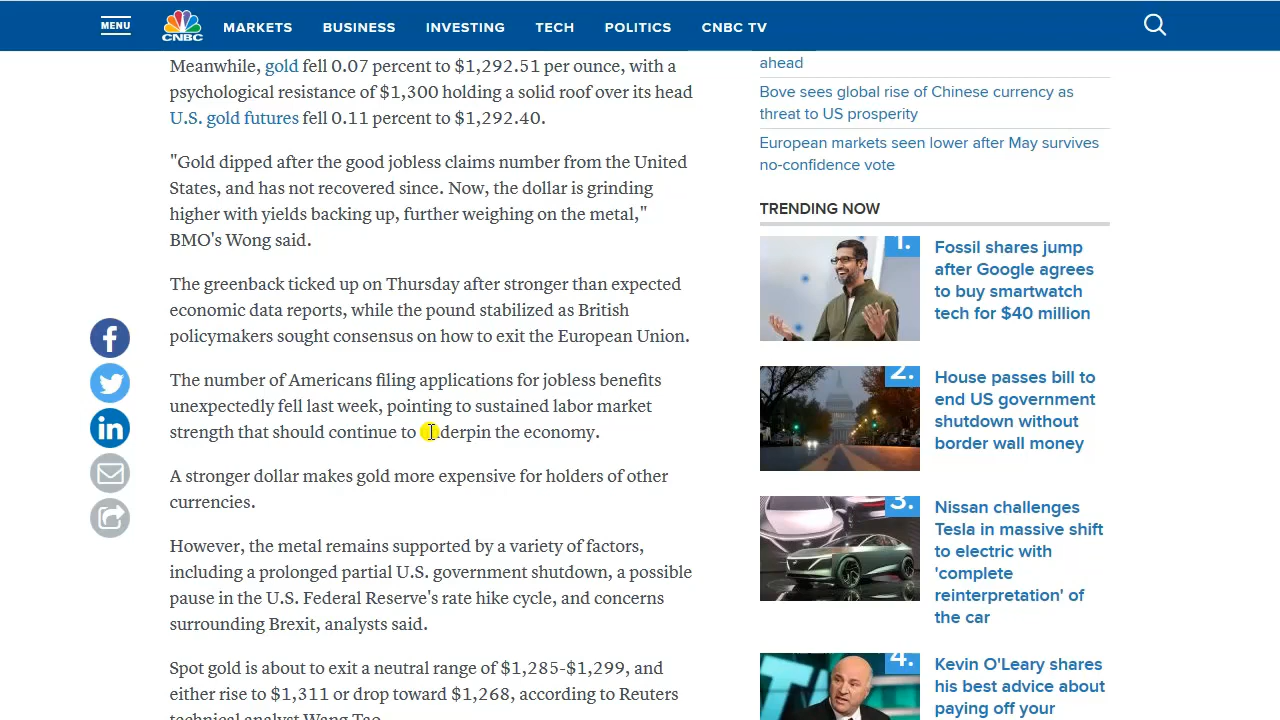 MENU
CNBC
MARKETS
BUSINESS
INVESTING
TECH
POLITICS
CNBC TV
Meanwhile, gold fell 0.07 percent to $1,292.51 per ounce, with a
psychological resistance of $1,300 holding a solid roof over its head
U.S. gold futures fell 0.11 percent to $1,292.40.
"Gold dipped after the good jobless claims number from the United
States, and has not recovered since. Now, the dollar is grinding
higher with yields backing up, further weighing on the metal,"
BMO's Wong said.
The greenback ticked up on Thursday after stronger than expected
economic data reports, while the pound stabilized as British
policymakers sought consensus on how to exit the European Union.
The number of Americans filing applications for jobless benefits
unexpectedly fell last week, pointing to sustained labor market
strength that should continue to underpin the economy.
A stronger dollar makes gold more expensive for holders of other
currencies.
However, the metal remains supported by a variety of factors,
including a prolonged partial U.S. government shutdown, a possible
pause in the U.S. Federal Reserve's rate hike cycle, and concerns
surrounding Brexit, analysts said.
Spot gold is about to exit a neutral range of $1,285-$1,299, and
either rise to $1,311 or drop toward $1,268, according to Reuters
technical analyst Wang Tao.
ahead
Bove sees global rise of Chinese currency as
threat to US prosperity
European markets seen lower after May survives
no-confidence vote
TRENDING NOW
1.
Fossil shares jump
after Google agrees
to buy smartwatch
tech for $40 million
2.
House passes bill to
end US government
shutdown without
border wall money
3.
Nissan challenges
Tesla in massive shift
to electric with
'complete
reinterpretation' of
the car
4.
Kevin O'Leary shares
his best advice about
paying off your